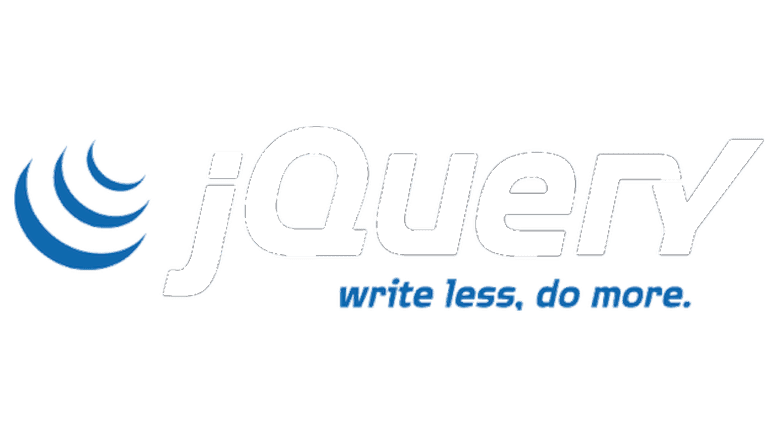 jQuery
write less, do more.